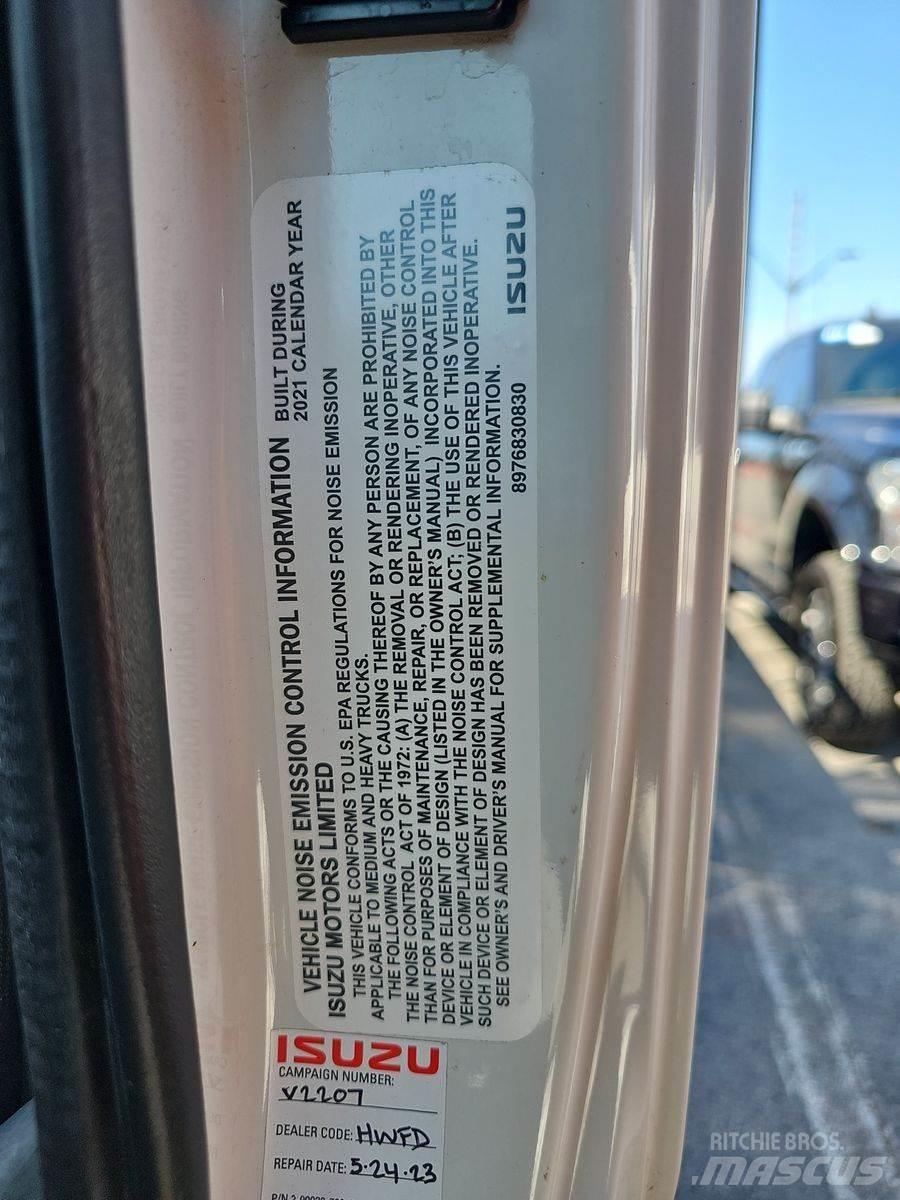 VEHICLE NOISE EMISSION CONTROL INFORMATION
BUILT DURING
2021 CALENDAR YEAR
ISUZU MOTORS LIMITED
THIS VEHICLE CONFORMS TO U.S. EPA REGULATIONS FOR NOISE EMISSION
APPLICABLE TO MEDIUM AND HEAVY TRUCKS.
THE FOLLOWING ACTS OR THE CAUSING THEREOF BY ANY PERSON ARE PROHIBITED BY
THE NOISE CONTROL ACT OF 1972: (A) THE REMOVAL OR RENDERING INOPERATIVE, OTHER
THAN FOR PURPOSES OF MAINTENANCE, REPAIR, OR REPLACEMENT, OF ANY NOISE CONTROL
DEVICE OR ELEMENT OF DESIGN (LISTED IN THE OWNER'S MANUAL) INCORPORATED INTO THIS
VEHICLE IN COMPLIANCE WITH THE NOISE CONTROL ACT; (B) THE USE OF THIS VEHICLE AFTER
SUCH DEVICE OR ELEMENT OF DESIGN HAS BEEN REMOVED OR RENDERED INOPERATIVE.
SEE OWNER'S AND DRIVER'S MANUAL FOR SUPPLEMENTAL INFORMATION.
8976830830
ISUZU
ISUZU
CAMPAIGN NUMBER:
V2207
DEALER CODE: HWFD
REPAIR DATE: 5-24-23
RITCHIE BROS.
MASCUS